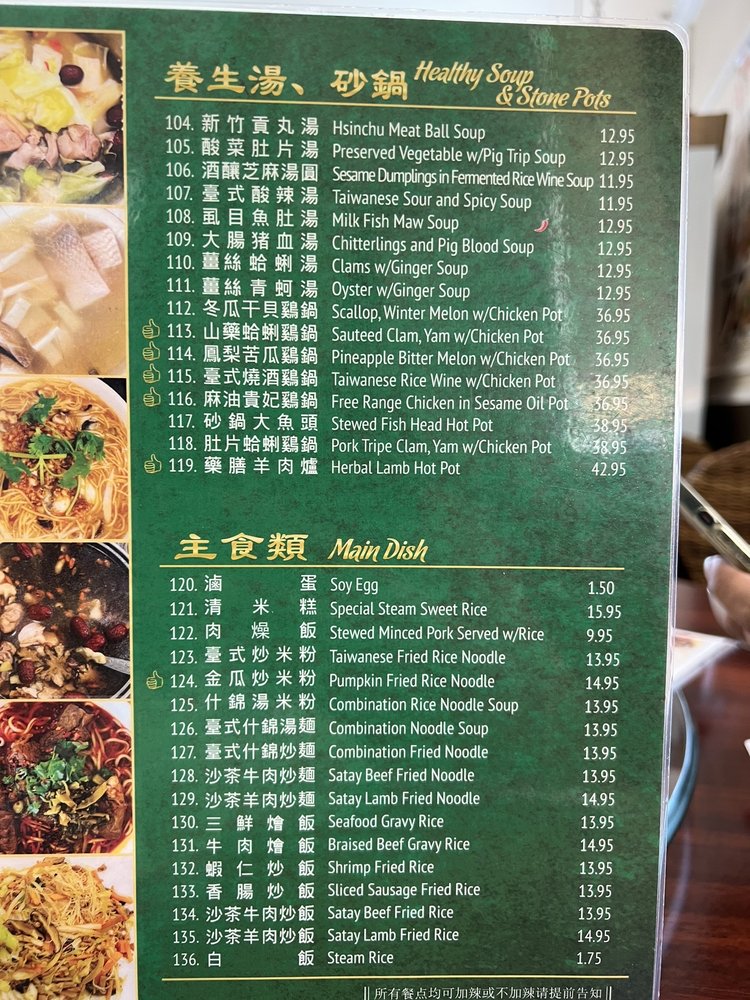 養生湯、砂鍋 Healthy Soup & Stone Pots
104. 新竹貢丸湯 Hsinchu Meat Ball Soup 12.95
105. 酸菜肚片湯 Preserved Vegetable w/Pig Trip Soup 12.95
106. 酒釀芝麻湯圓 Sesame Dumplings in Fermented Rice Wine Soup 11.95
107. 臺式酸辣湯 Taiwanese Sour and Spicy Soup 11.95
108. 虱目魚肚湯 Milk Fish Maw Soup 12.95
109. 大腸猪血湯 Chitterlings and Pig Blood Soup 12.95
110. 薑絲蛤蜊湯 Clams w/Ginger Soup 12.95
111. 薑絲青蚵湯 Oyster w/Ginger Soup 12.95
112. 冬瓜干貝鷄鍋 Scallop, Winter Melon w/Chicken Pot 36.95
113. 山藥蛤蜊鷄鍋 Sauteed Clam, Yam w/Chicken Pot 36.95
114. 鳳梨苦瓜鷄鍋 Pineapple Bitter Melon w/Chicken Pot 36.95
115. 臺式燒酒鷄鍋 Taiwanese Rice Wine w/Chicken Pot 36.95
116. 麻油貴妃鷄鍋 Free Range Chicken in Sesame Oil Pot 36.95
117. 砂鍋大魚頭 Stewed Fish Head Hot Pot 38.95
118. 肚片蛤蜊鷄鍋 Pork Tripe Clam, Yam w/Chicken Pot 38.95
119. 藥膳羊肉爐 Herbal Lamb Hot Pot 42.95
主食類 Main Dish
120. 滷蛋 Soy Egg 1.50
121. 清米糕 Special Steam Sweet Rice 15.95
122. 肉燥飯 Stewed Minced Pork Served w/Rice 9.95
123. 臺式炒米粉 Taiwanese Fried Rice Noodle 13.95
124. 金瓜炒米粉 Pumpkin Fried Rice Noodle 14.95
125. 什錦湯米粉 Combination Rice Noodle Soup 13.95
126. 臺式什錦湯麵 Combination Noodle Soup 13.95
127. 臺式什錦炒麵 Combination Fried Noodle 13.95
128. 沙茶牛肉炒麵 Satay Beef Fried Noodle 13.95
129. 沙茶羊肉炒麵 Satay Lamb Fried Noodle 14.95
130. 三鮮燴飯 Seafood Gravy Rice 13.95
131. 牛肉燴飯 Braised Beef Gravy Rice 14.95
132. 蝦仁炒飯 Shrimp Fried Rice 13.95
133. 香腸炒飯 Sliced Sausage Fried Rice 13.95
134. 沙茶牛肉炒飯 Satay Beef Fried Rice 13.95
135. 沙茶羊肉炒飯 Satay Lamb Fried Rice 14.95
136. 白飯 Steam Rice 1.75
‖ 所有餐点均可加辣或不加辣请提前告知 ‖